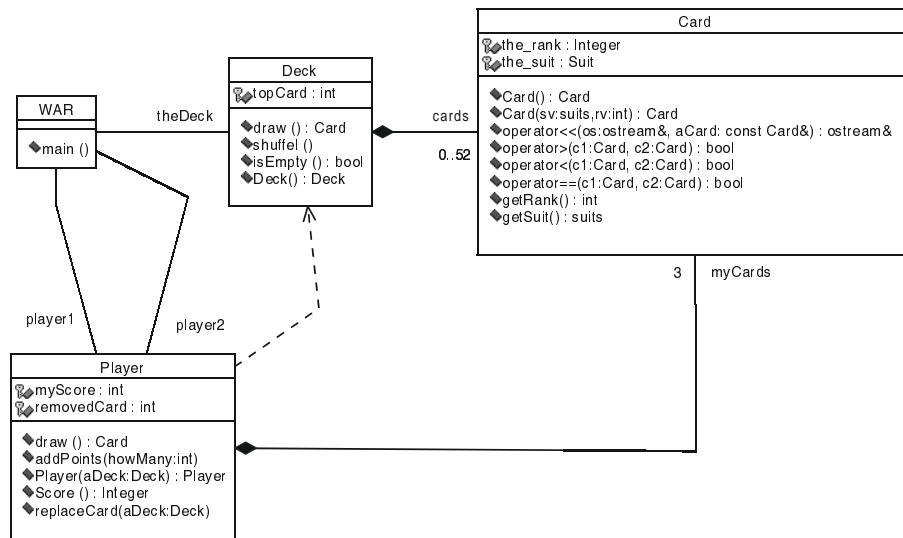 WAR
main ()
theDeck
Deck
topCard : int
draw () : Card
shuffel ()
isEmpty () : bool
Deck() : Deck
cards
0..52
Card
the_rank : Integer
the_suit : Suit
Card() : Card
Card(sv:suits,rv:int) : Card
operator<<(os:ostream&, aCard: const Card&) : ostream&
operator>(c1:Card, c2:Card) : bool
operator<(c1:Card, c2:Card) : bool
operator==(c1:Card, c2:Card) : bool
getRank() : int
getSuit() : suits
3
myCards
player1
player2
Player
myScore : int
removedCard : int
draw () : Card
addPoints(howMany:int)
Player(aDeck:Deck) : Player
Score () : Integer
replaceCard(aDeck:Deck)